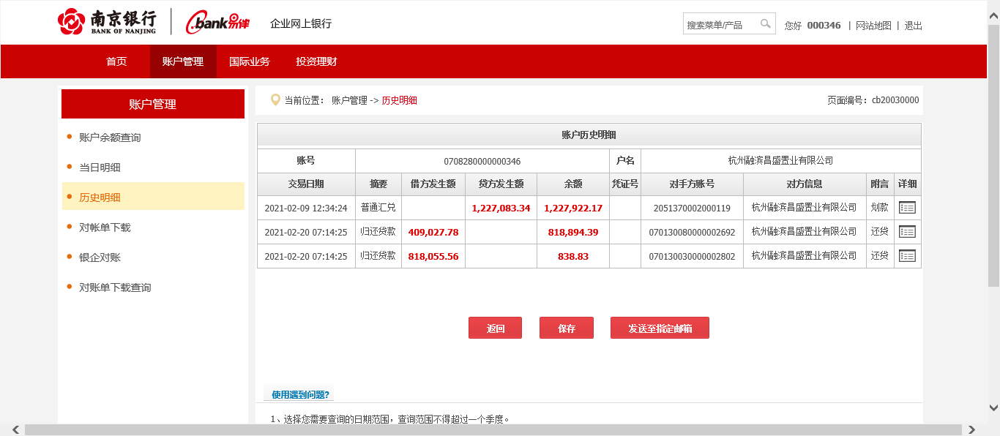 南京银行 BANK OF NANJING ebank易伴 企业网上银行 搜索菜单/产品 您好 000346 | 网站地图 | 退出
首页 账户管理 国际业务 投资理财
账户管理
账户余额查询
当日明细
历史明细
对帐单下载
银企对账
对账单下载查询
当前位置： 账户管理 -> 历史明细 页面编号：cb20030000
账户历史明细
账号 0708280000000346 户名 杭州融滨昌盛置业有限公司
交易日期 摘要 借方发生额 贷方发生额 余额 凭证号 对手方账号 对方信息 附言 详细
2021-02-09 12:34:24 普通汇兑 1,227,083.34 1,227,922.17 2051370002000119 杭州融滨昌盛置业有限公司 划款
2021-02-20 07:14:25 归还贷款 409,027.78 818,894.39 070130080000002692 杭州融滨昌盛置业有限公司 还贷
2021-02-20 07:14:25 归还贷款 818,055.56 838.83 070130030000002802 杭州融滨昌盛置业有限公司 还贷
返回 保存 发送至指定邮箱
使用遇到问题?
1、选择您需要查询的日期范围，查询范围不得超过一个季度。